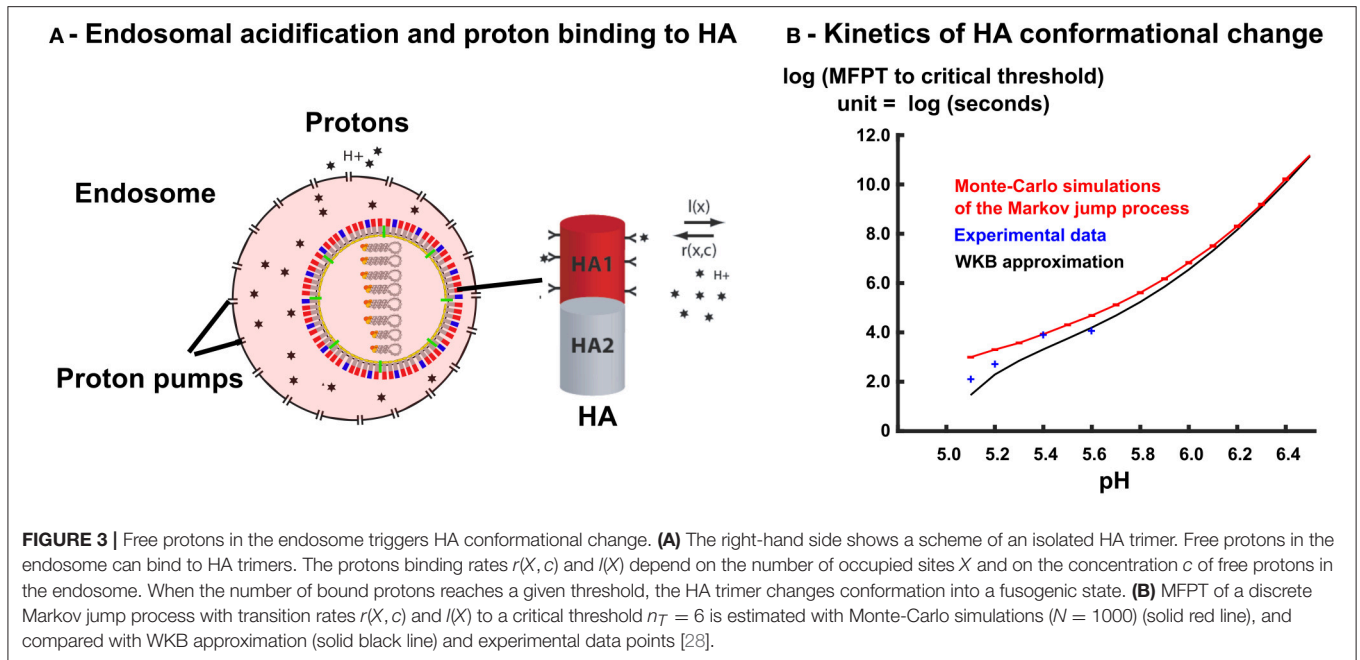 A - Endosomal acidification and proton binding to HA
Protons
H+
Endosome
Proton pumps
HA1
HA2
HA
l(x)
r(x,c)
H+
B - Kinetics of HA conformational change
log (MFPT to critical threshold)
unit = log (seconds)
12.0
10.0
8.0
6.0
4.0
2.0
0
Monte-Carlo simulations
of the Markov jump process
Experimental data
WKB approximation
5.0 5.2 5.4 5.6 5.8 6.0 6.2 6.4
pH
FIGURE 3 | Free protons in the endosome triggers HA conformational change. (A) The right-hand side shows a scheme of an isolated HA trimer. Free protons in the
endosome can bind to HA trimers. The protons binding rates r(X, c) and l(X) depend on the number of occupied sites X and on the concentration c of free protons in
the endosome. When the number of bound protons reaches a given threshold, the HA trimer changes conformation into a fusogenic state. (B) MFPT of a discrete
Markov jump process with transition rates r(X, c) and l(X) to a critical threshold nT = 6 is estimated with Monte-Carlo simulations (N = 1000) (solid red line), and
compared with WKB approximation (solid black line) and experimental data points [28].